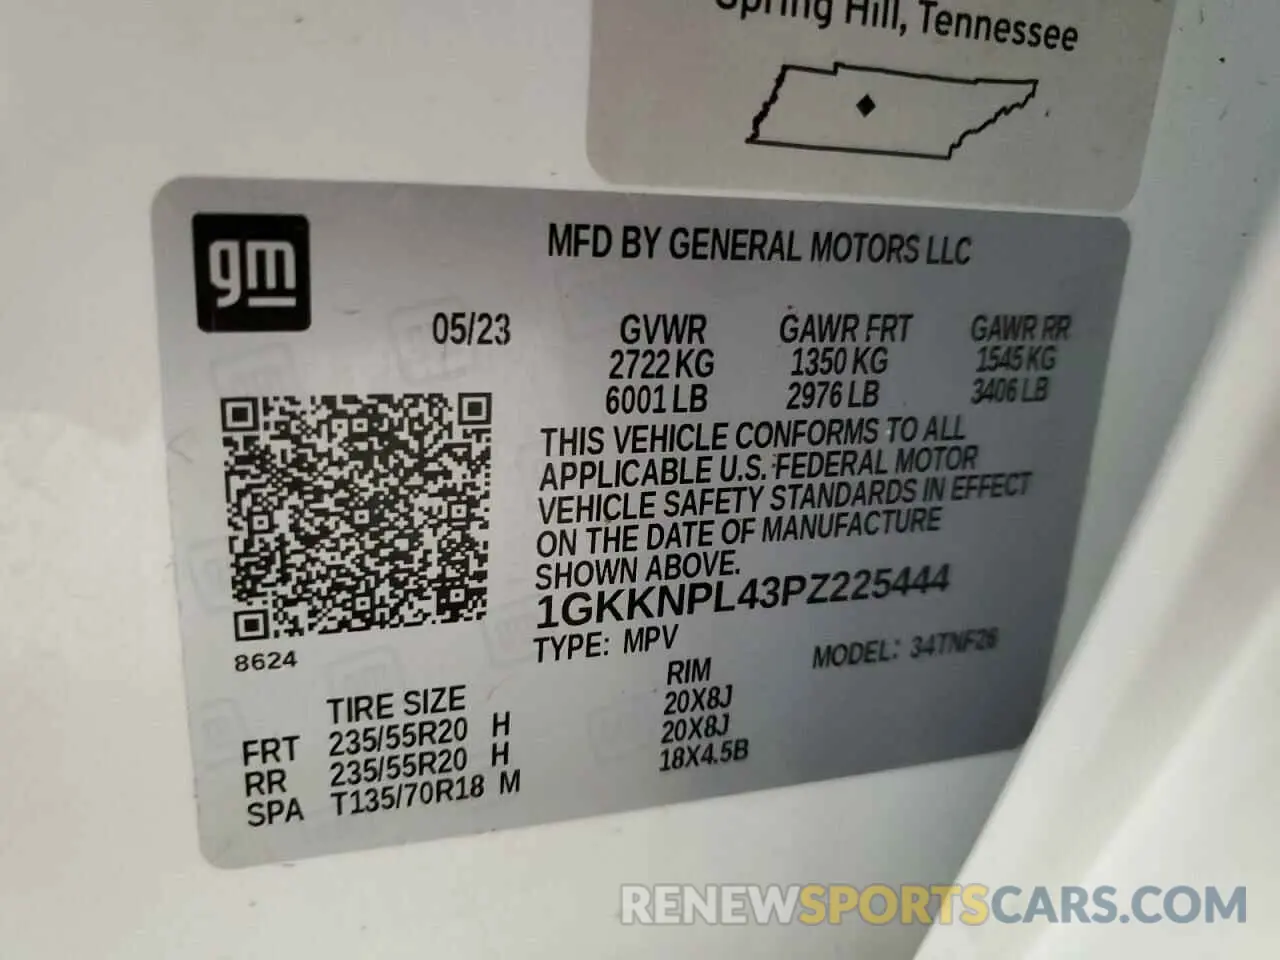 Spring Hill, Tennessee
gm
MFD BY GENERAL MOTORS LLC
05/23 GVWR GAWR FRT GAWR RR
2722 KG 1350 KG 1545 KG
6001 LB 2976 LB 3406 LB
THIS VEHICLE CONFORMS TO ALL
APPLICABLE U.S. FEDERAL MOTOR
VEHICLE SAFETY STANDARDS IN EFFECT
ON THE DATE OF MANUFACTURE
SHOWN ABOVE.
1GKKNPL43PZ225444
TYPE: MPV MODEL: 34TNF26
8624
TIRE SIZE RIM
FRT 235/55R20 H 20X8J
RR 235/55R20 H 20X8J
SPA T135/70R18 M 18X4.5B
RENEWSPORTSCARS.COM